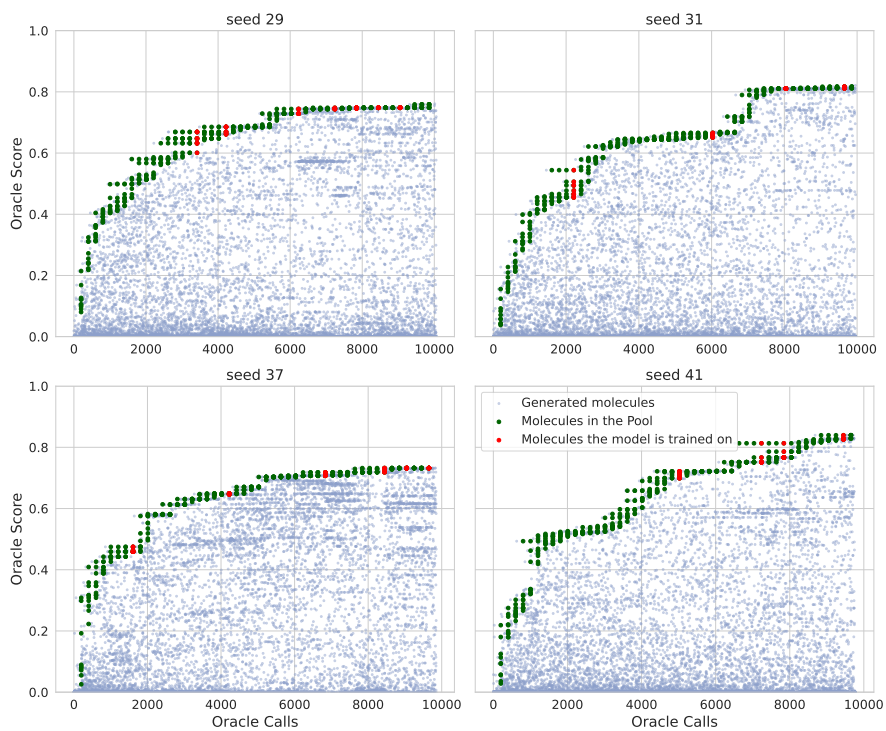 seed 29
seed 31
1.0
0.8
0.6
0.4
0.2
0.0
Oracle Score
0 2000 4000 6000 8000 10000
0 2000 4000 6000 8000 10000
seed 37
seed 41
1.0
0.8
0.6
0.4
0.2
0.0
Oracle Score
Generated molecules
Molecules in the Pool
Molecules the model is trained on
0 2000 4000 6000 8000 10000
0 2000 4000 6000 8000 10000
Oracle Calls
Oracle Calls